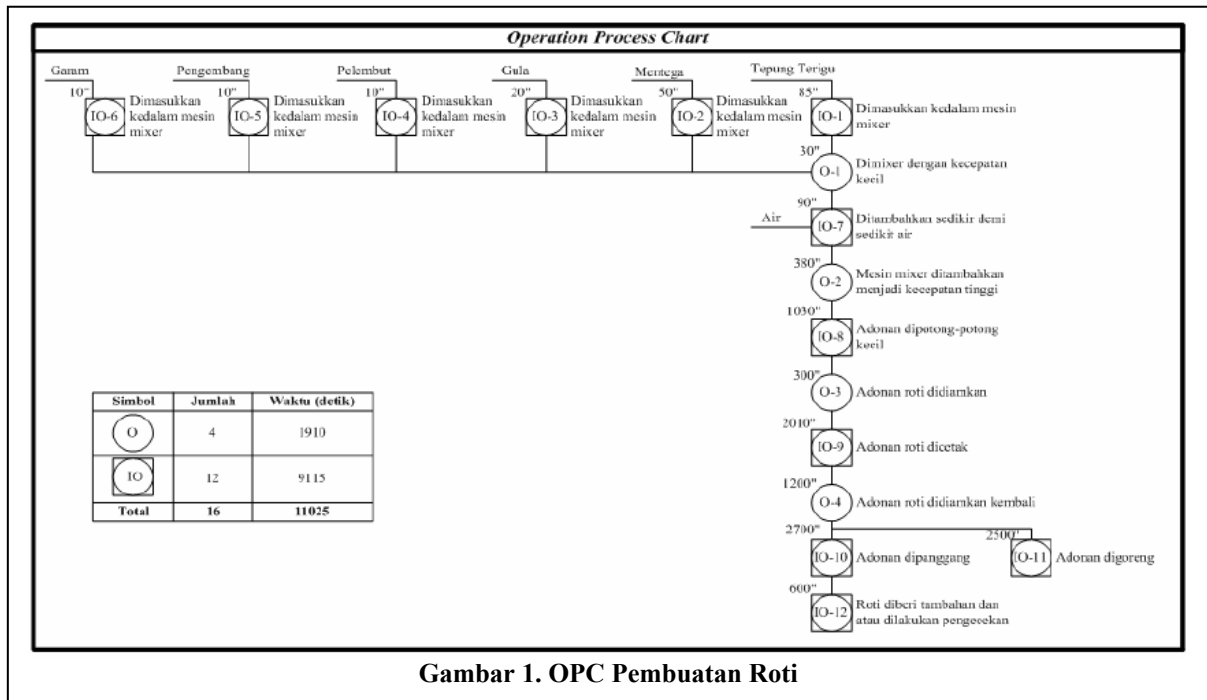 Operation Process Chart
Garam
Pengembang
Pelembut
Gula
Mentega
Tepung Terigu
10"
10"
10"
20"
50"
85"
IO-6
Dimasukkan
kedalam mesin
mixer
IO-5
Dimasukkan
kedalam mesin
mixer
IO-4
Dimasukkan
kedalam mesin
mixer
IO-3
Dimasukkan
kedalam mesin
mixer
IO-2
Dimasukkan
kedalam mesin
mixer
IO-1
Dimasukkan kedalam mesin
mixer
30"
O-1
Dimixer dengan kecepatan
kecil
90"
Air
IO-7
Ditambahkan sedikir demi
sedikit air
380"
O-2
Mesin mixer ditambahkan
menjadi kecepatan tinggi
1030"
IO-8
Adonan dipotong-potong
kecil
300"
O-3
Adonan roti didiamkan
2010"
IO-9
Adonan roti dicetak
1200"
O-4
Adonan roti didiamkan kembali
2700"
IO-10
Adonan dipanggang
2500"
IO-11
Adonan digoreng
600"
IO-12
Roti diberi tambahan dan
atau dilakukan pengecekan
Simbol Jumlah Waktu (detik)
O 4 1910
IO 12 9115
Total 16 11025
Gambar 1. OPC Pembuatan Roti